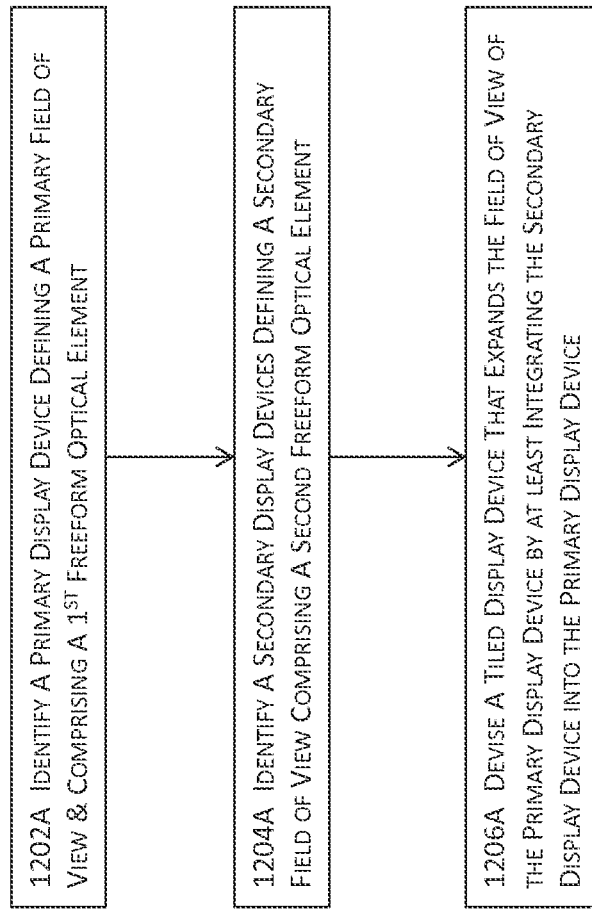 1202A IDENTIFY A PRIMARY DISPLAY DEVICE DEFINING A PRIMARY FIELD OF
VIEW & COMPRISING A 1ST FREEFORM OPTICAL ELEMENT
1204A IDENTIFY A SECONDARY DISPLAY DEVICES DEFINING A SECONDARY
FIELD OF VIEW COMPRISING A SECOND FREEFORM OPTICAL ELEMENT
1206A DEVISE A TILED DISPLAY DEVICE THAT EXPANDS THE FIELD OF VIEW OF
THE PRIMARY DISPLAY DEVICE BY AT LEAST INTEGRATING THE SECONDARY
DISPLAY DEVICE INTO THE PRIMARY DISPLAY DEVICE